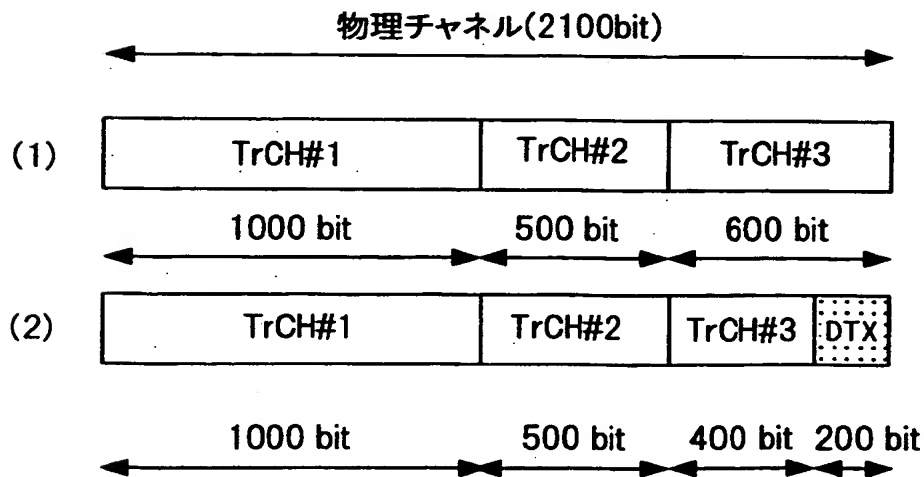 物理チャネル(2100bit)
(1) TrCH#1 TrCH#2 TrCH#3
1000 bit 500 bit 600 bit
(2) TrCH#1 TrCH#2 TrCH#3 DTX
1000 bit 500 bit 400 bit 200 bit